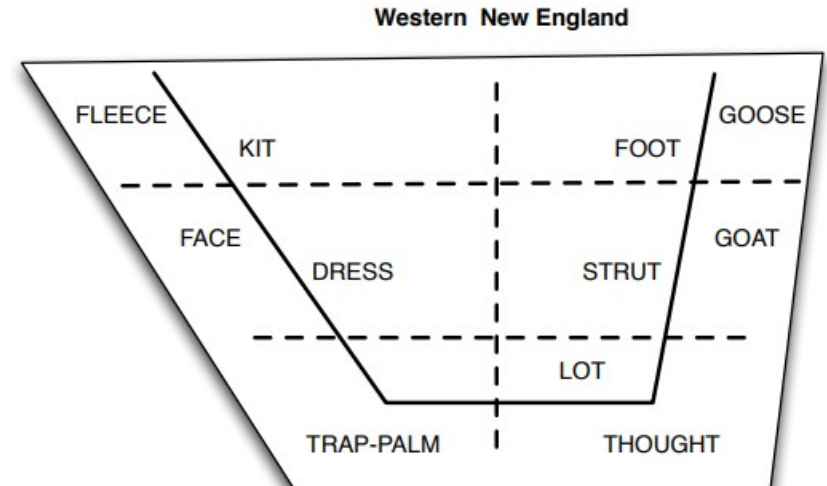 Western New England
FLEECE GOOSE
KIT FOOT
FACE GOAT
DRESS STRUT
LOT
TRAP-PALM THOUGHT